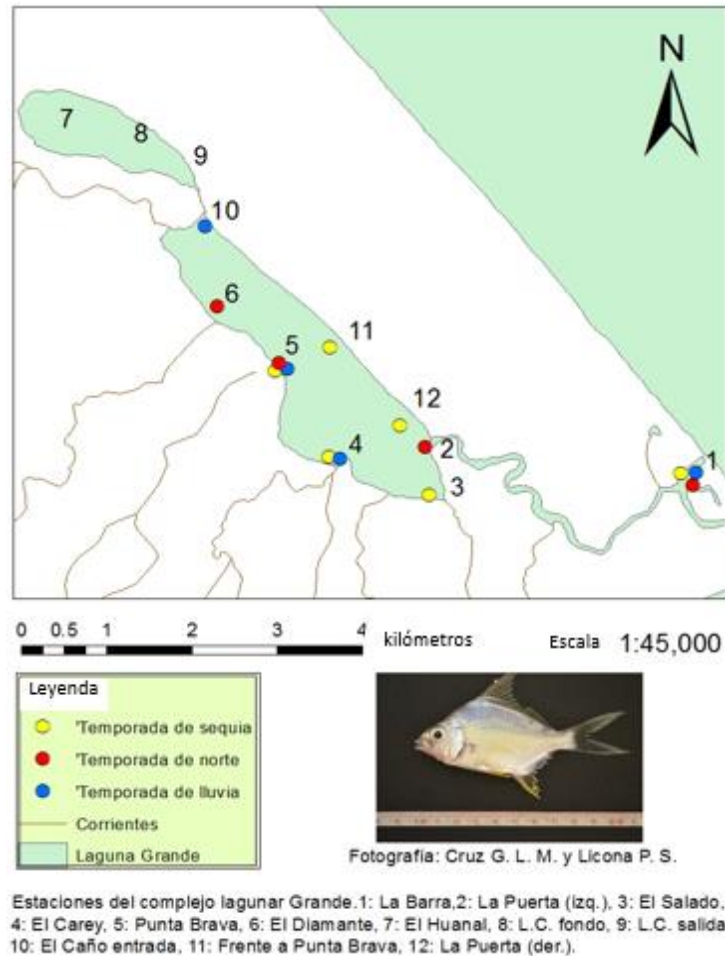 N
7
8
9
10
6
11
5
12
4
2
3
1
0 0.5 1 2 3 4
kilómetros Escala 1:45,000
Leyenda
'Temporada de sequia
'Temporada de norte
'Temporada de lluvia
Corrientes
Laguna Grande
Fotografia: Cruz G. L. M. y Licona P. S.
Estaciones del complejo lagunar Grande.1: La Barra,2: La Puerta (izq.), 3: El Salado,
4: El Carey, 5: Punta Brava, 6: El Diamante, 7: El Huanal, 8: L.C. fondo, 9: L.C. salida
10: El Caño entrada, 11: Frente a Punta Brava, 12: La Puerta (der.).